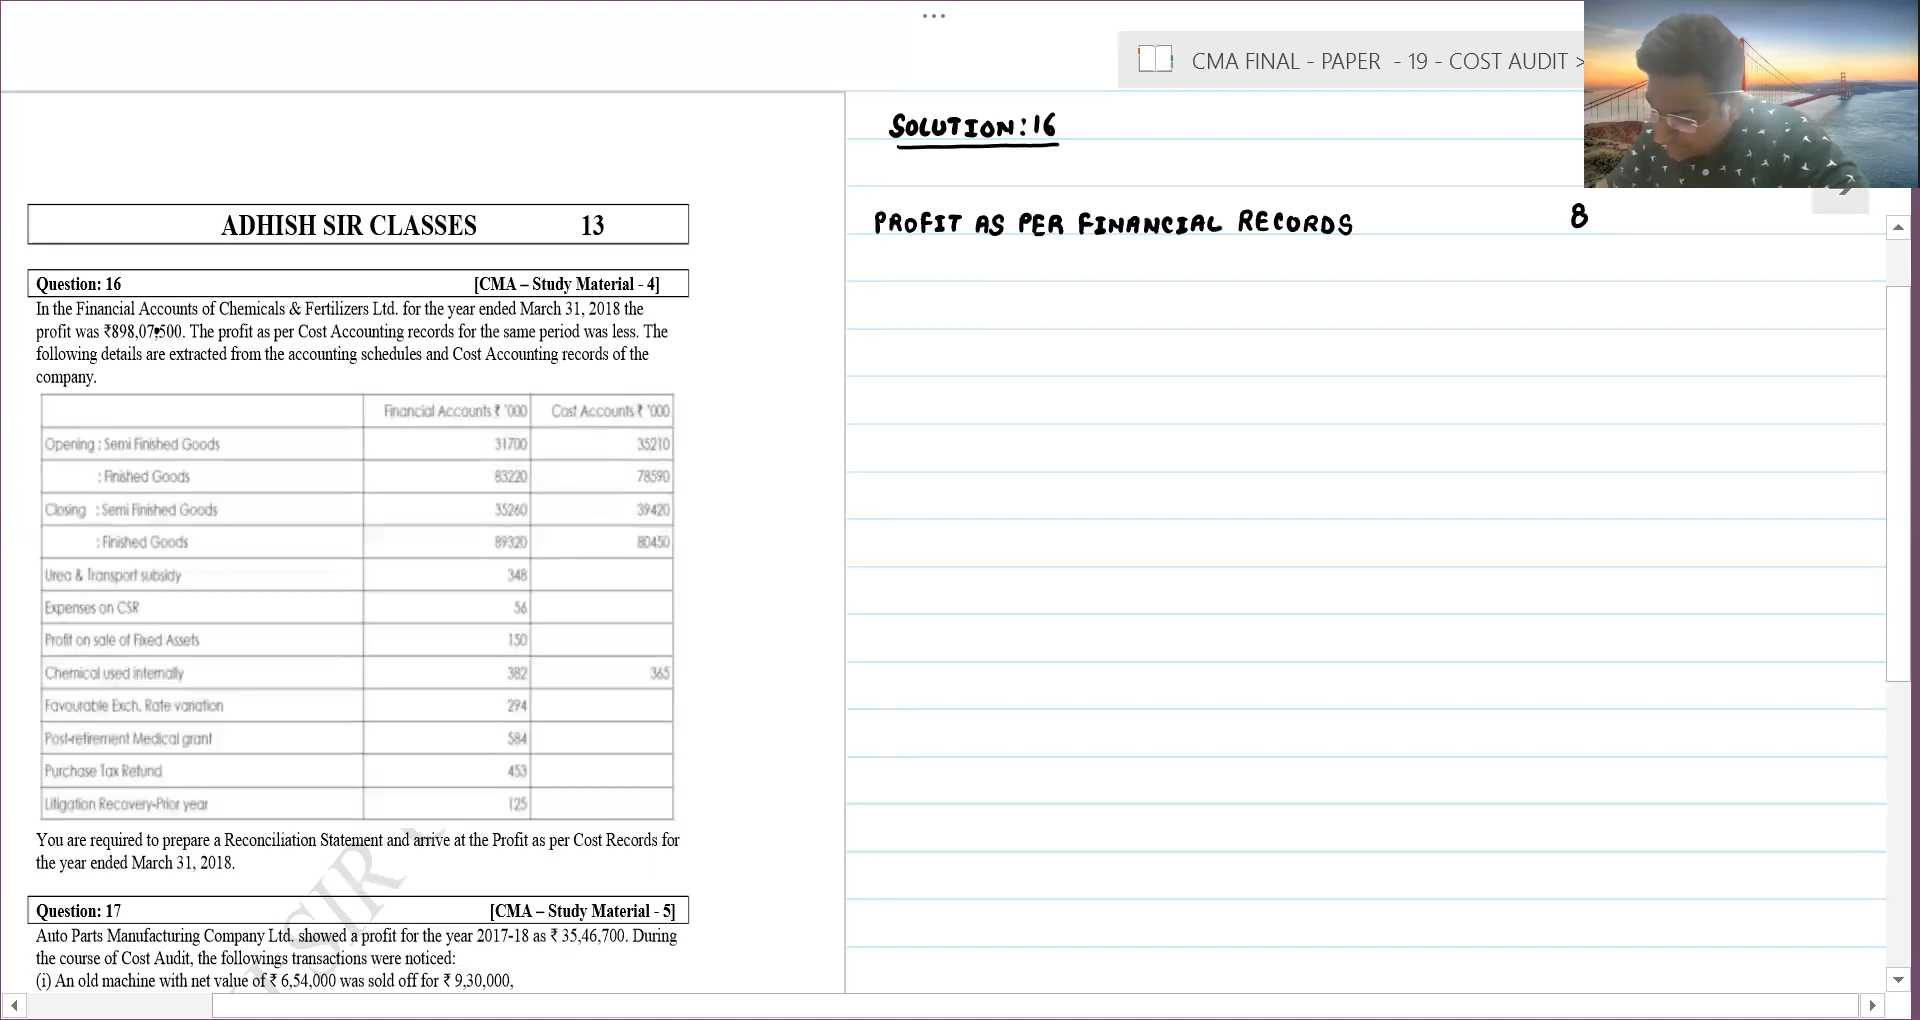 CMA FINAL - PAPER - 19 - COST AUDIT >
SOLUTION: 16
PROFIT AS PER FINANCIAL RECORDS 8
ADHISH SIR CLASSES 13
Question: 16 [CMA – Study Material - 4]
In the Financial Accounts of Chemicals & Fertilizers Ltd. for the year ended March 31, 2018 the
profit was ₹898,07,500. The profit as per Cost Accounting records for the same period was less. The
following details are extracted from the accounting schedules and Cost Accounting records of the
company.
Financial Accounts ₹ '000 Cost Accounts ₹ '000
Opening : Semi Finished Goods 31700 35210
: Finished Goods 83220 78590
Closing : Semi Finished Goods 35260 39420
: Finished Goods 89320 80450
Urea & Transport subsidy 348
Expenses on CSR 56
Profit on sale of Fixed Assets 150
Chemical used internally 382 365
Favourable Exch. Rate variation 294
Post-retirement Medical grant 584
Purchase Tax Refund 453
Litigation Recovery-Prior year 125
You are required to prepare a Reconciliation Statement and arrive at the Profit as per Cost Records for
the year ended March 31, 2018.
Question: 17 [CMA – Study Material - 5]
Auto Parts Manufacturing Company Ltd. showed a profit for the year 2017-18 as ₹ 35,46,700. During
the course of Cost Audit, the followings transactions were noticed:
(i) An old machine with net value of ₹ 6,54,000 was sold off for ₹ 9,30,000,
SIR